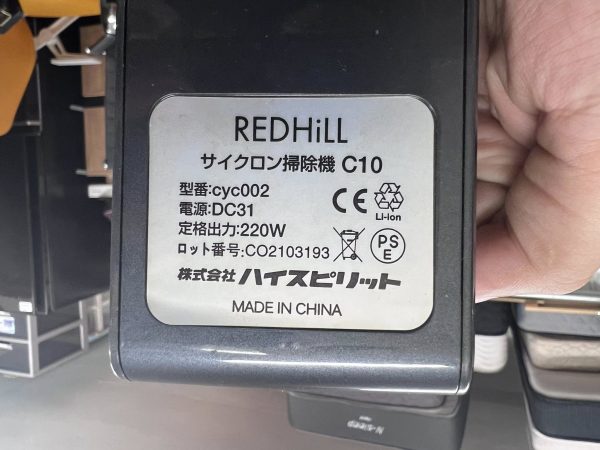 REDHiLL
サイクロン掃除機 C10
型番:cyc002
電源:DC31
定格出力:220W
ロット番号:CO2103193
CE
Li-ion
PS
E
株式会社 ハイスピリット
MADE IN CHINA
N-sleep